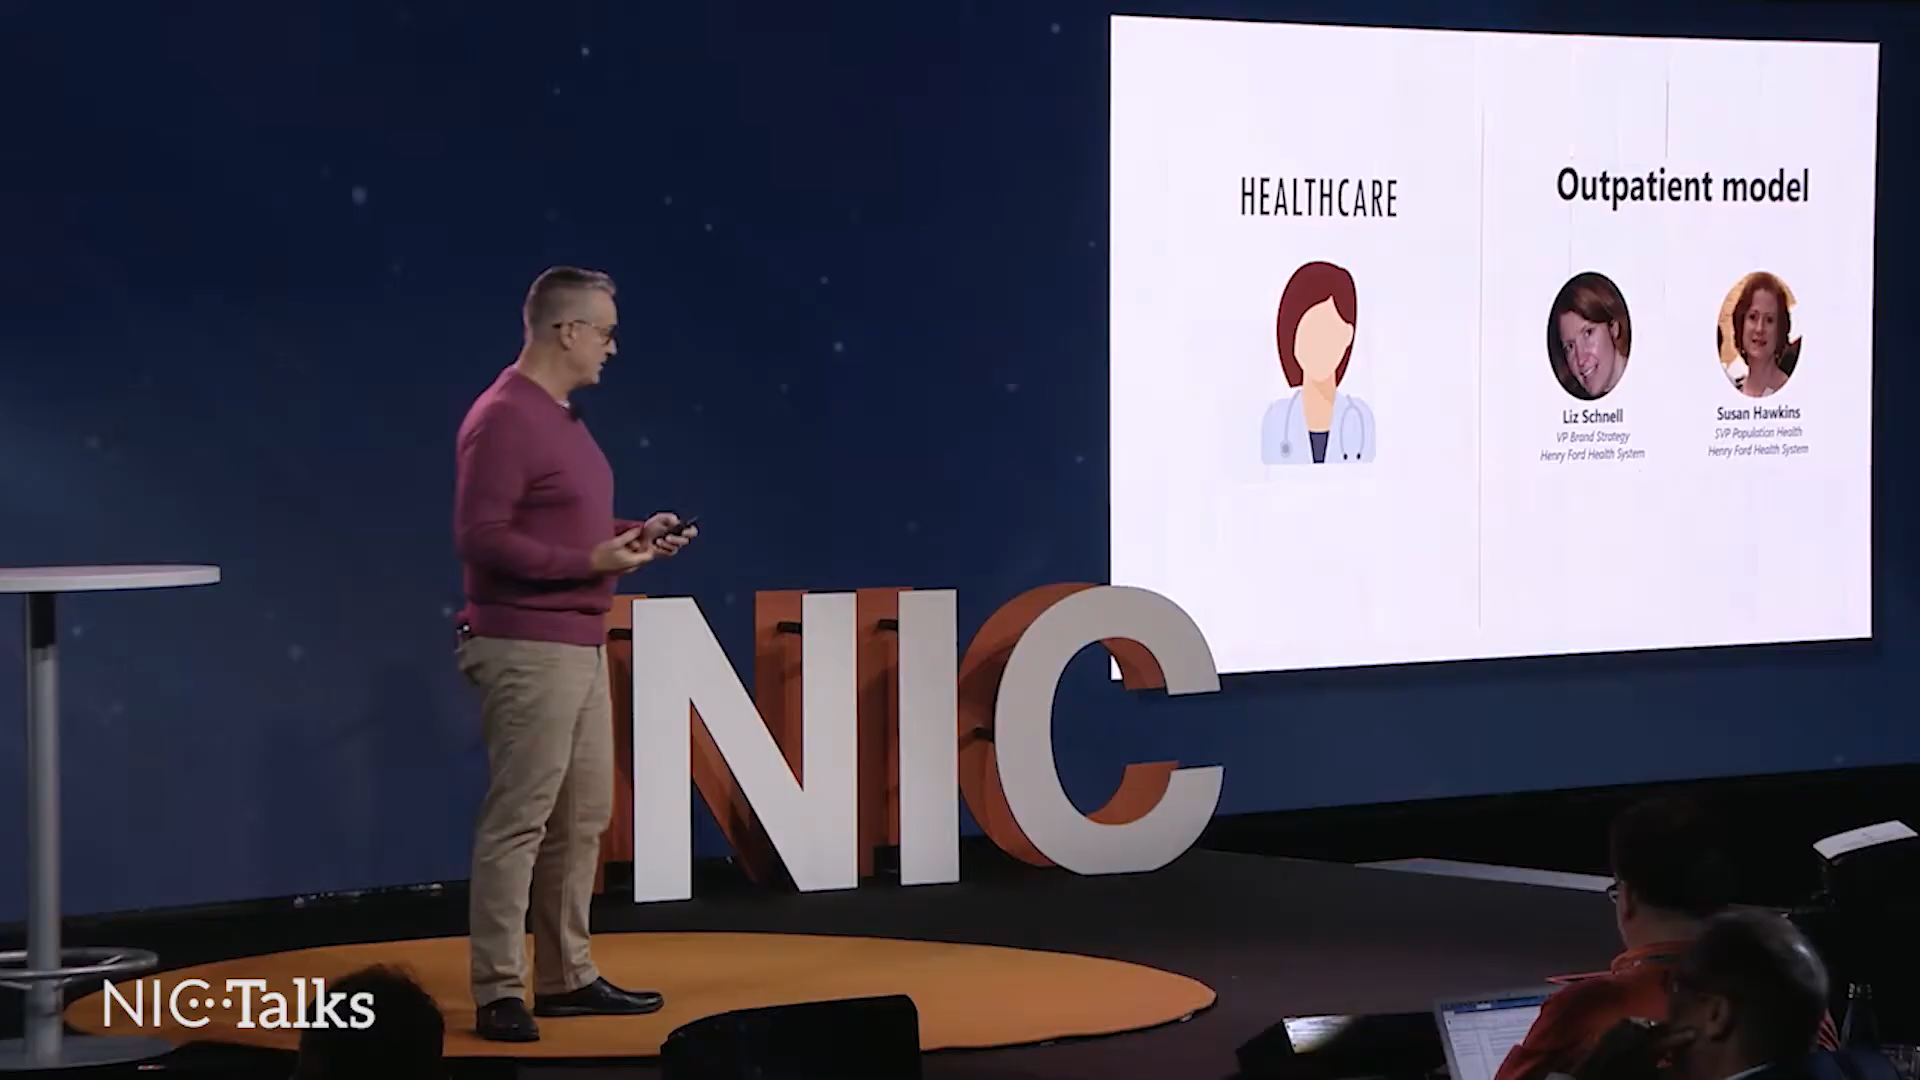 HEALTHCARE
Outpatient model
Liz Schnell
VP Brand Strategy
Henry Ford Health System
Susan Hawkins
SVP Population Health
Henry Ford Health System
NIC
NIC Talks